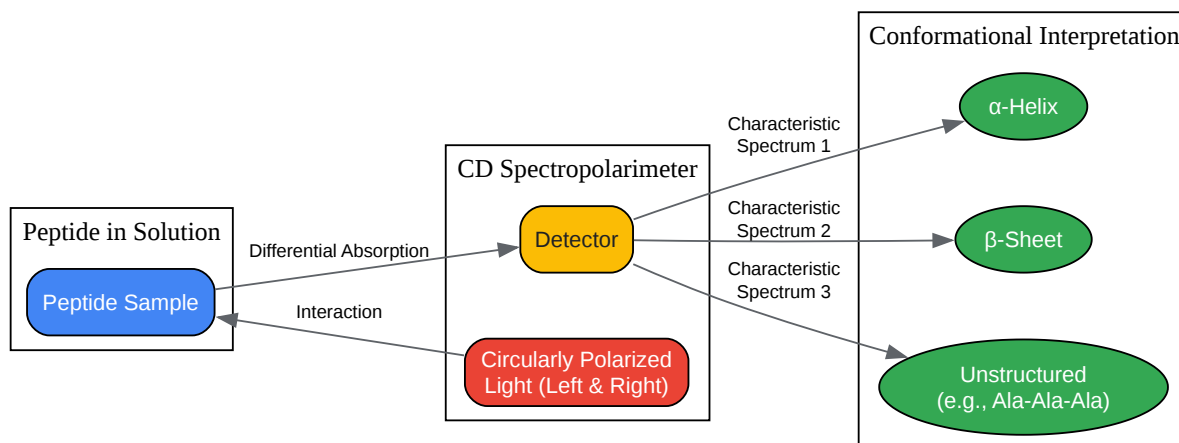 Conformational Interpretation
α-Helix
Characteristic
Spectrum 1
CD Spectropolarimeter
Peptide in Solution
Detector
Characteristic
Spectrum 2
β-Sheet
Differential Absorption
Peptide Sample
Characteristic
Spectrum 3
Interaction
Circularly Polarized
Light (Left & Right)
Unstructured
(e.g., Ala-Ala-Ala)